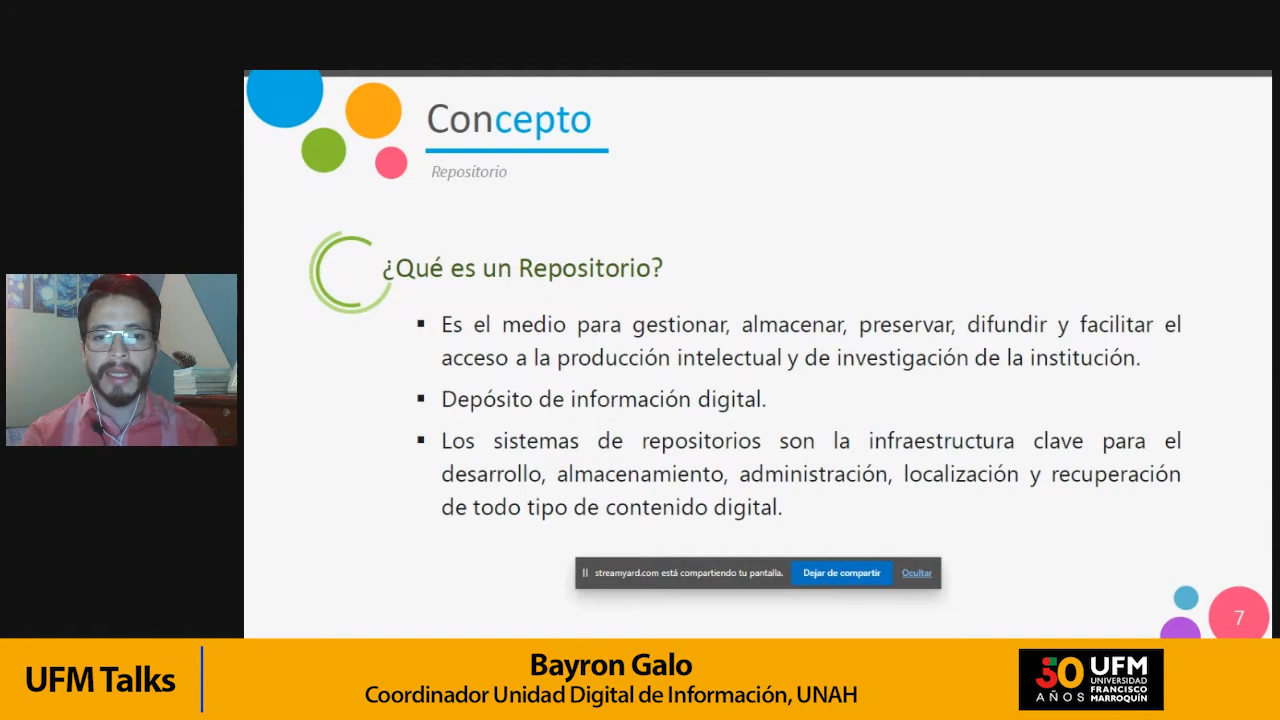 Concepto
Repositorio
¿Qué es un Repositorio?
▪ Es el medio para gestionar, almacenar, preservar, difundir y facilitar el
acceso a la producción intelectual y de investigación de la institución.
▪ Depósito de información digital.
▪ Los sistemas de repositorios son la infraestructura clave para el
desarrollo, almacenamiento, administración, localización y recuperación
de todo tipo de contenido digital.
streamyard.com está compartiendo tu pantalla. Dejar de compartir Ocultar
7
UFM Talks
Bayron Galo
Coordinador Unidad Digital de Información, UNAH
50
AÑOS
UFM
UNIVERSIDAD
FRANCISCO
MARROQUÍN